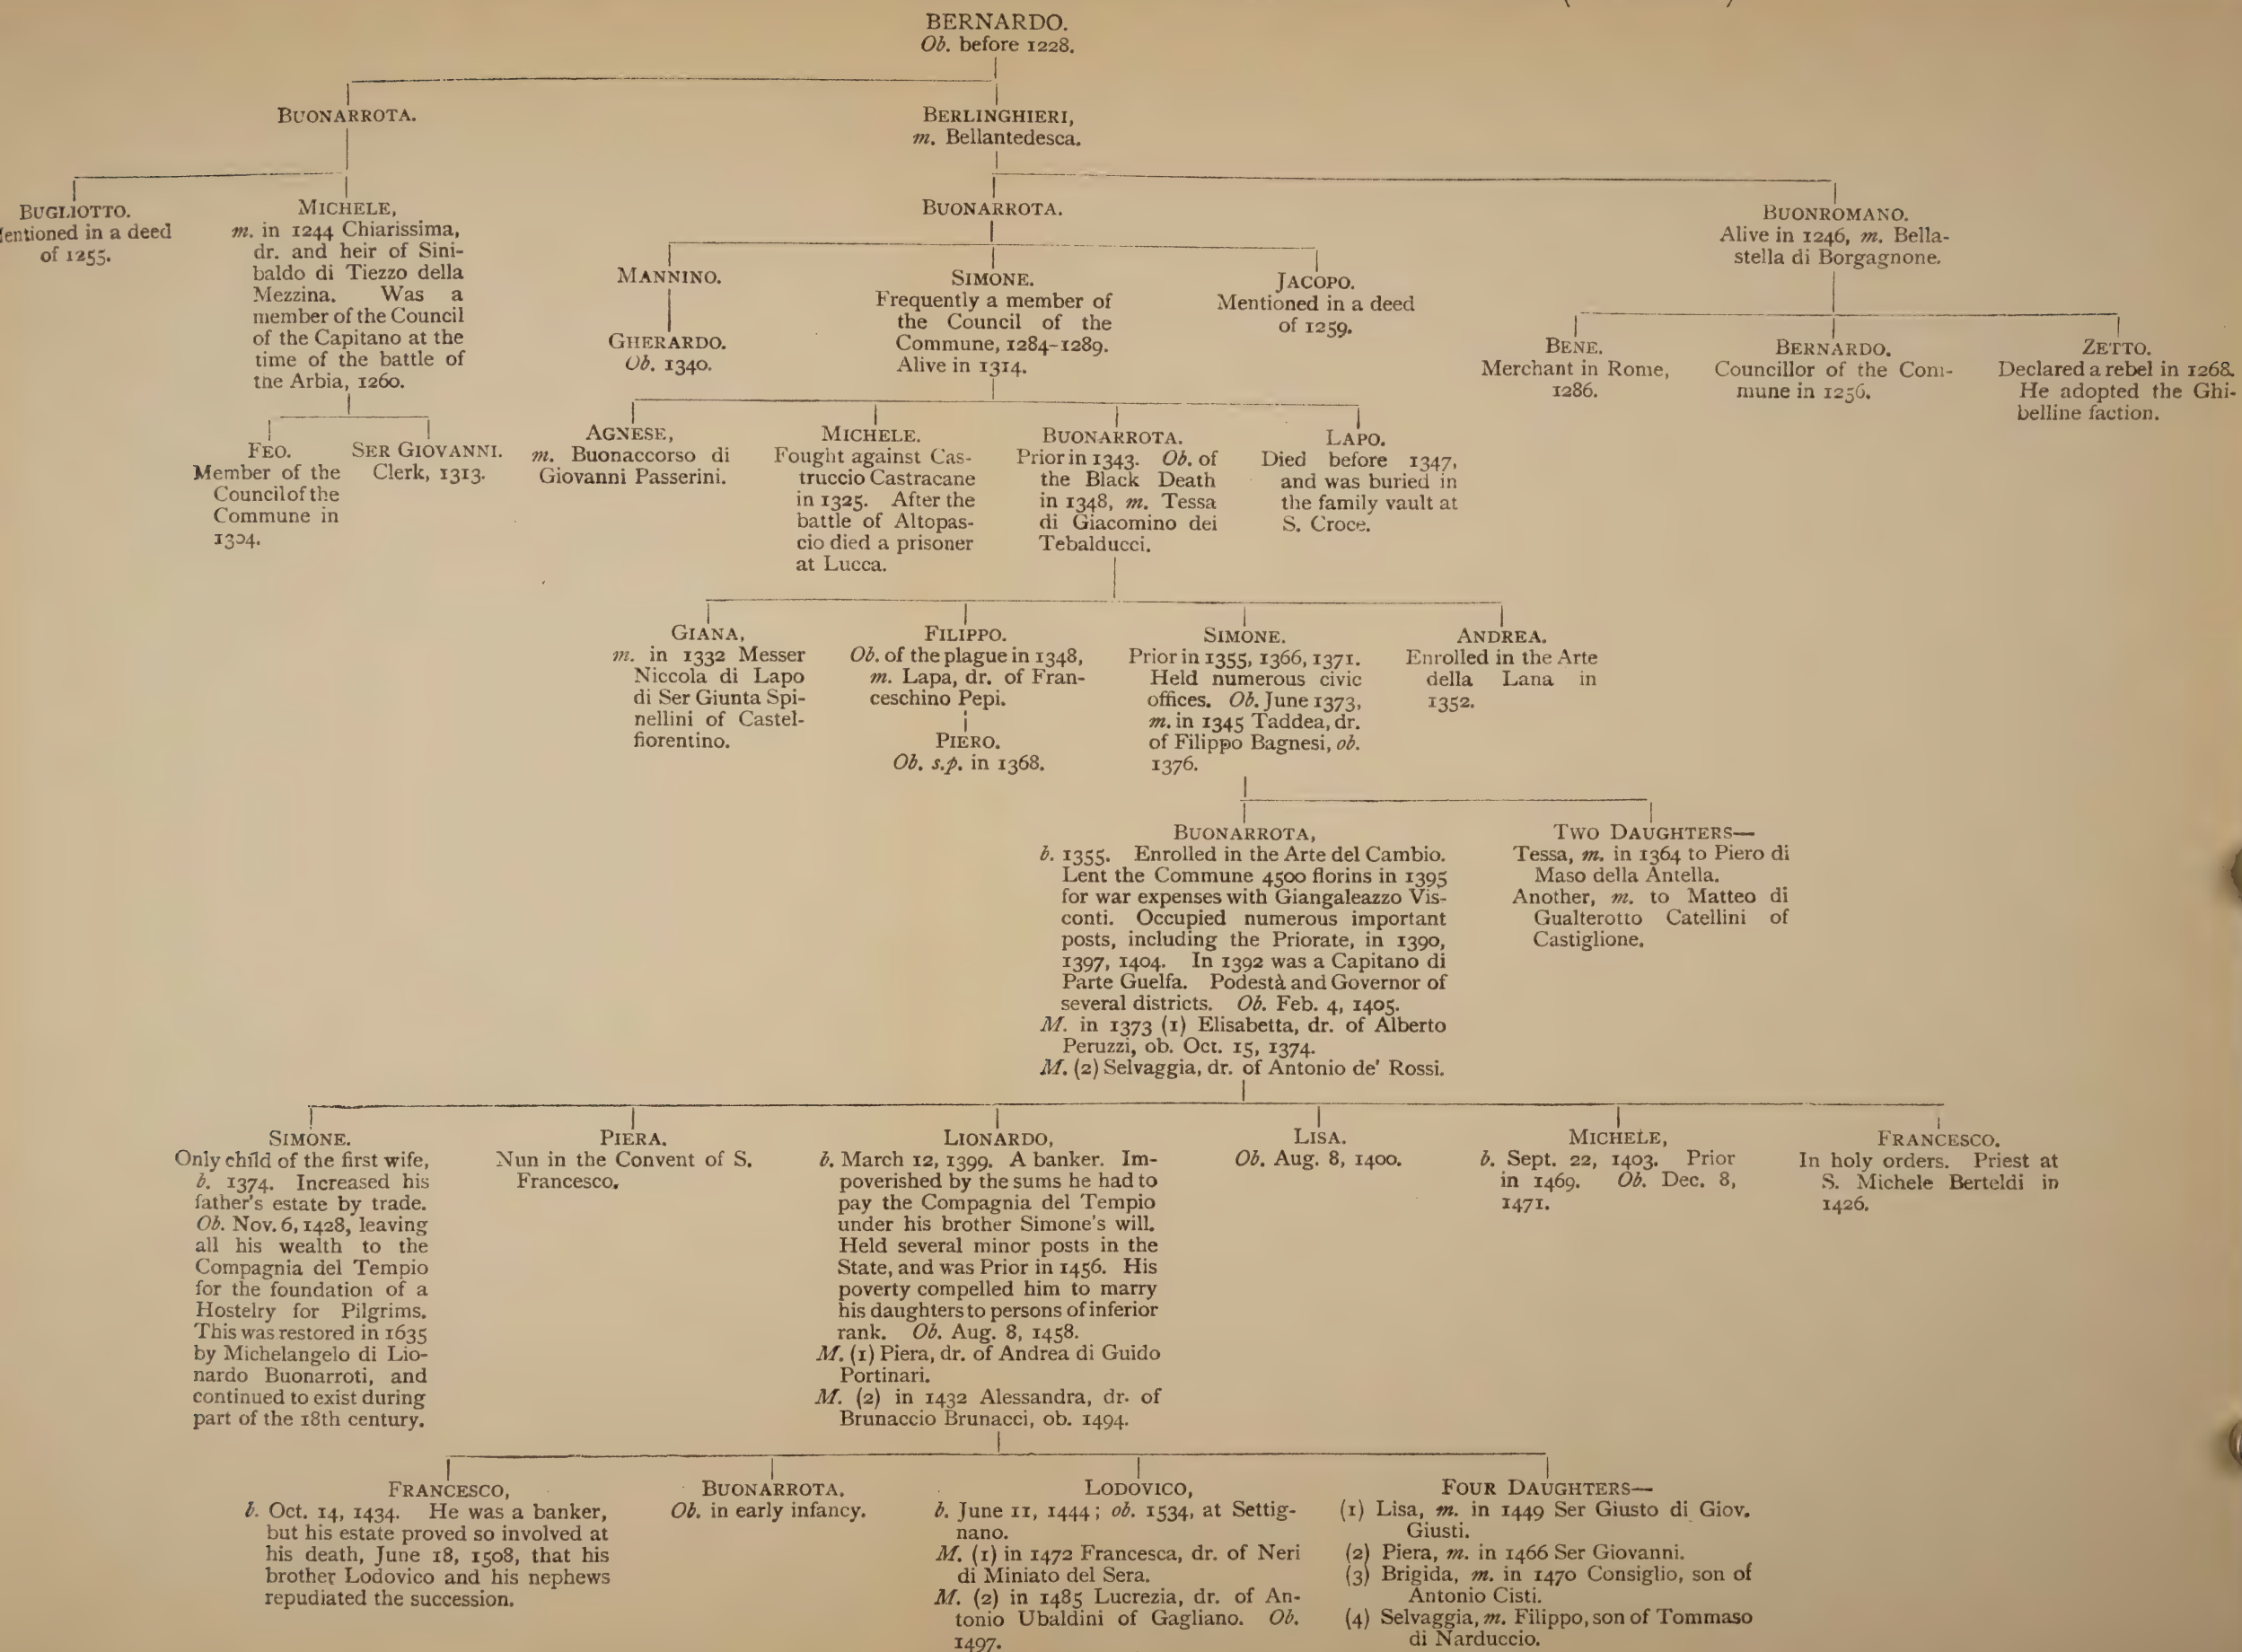 BERNARDO.
Ob. before 1228.
BUONARROTA.
BERLINGHIERI,
m. Bellantedesca.
BUGLIOTTO.
entioned in a deed
of 1255.
MICHELE,
m. in 1244 Chiarissima,
dr. and heir of Sini-
baldo di Tiezzo della
Mezzina. Was a
member of the Council
of the Capitano at the
time of the battle of
the Arbia, 1260.
BUONARROTA.
BUONROMANO.
Alive in 1246, m. Bella-
stella di Borgagnone.
MANNINO.
GHERARDO.
Ob. 1340.
SIMONE.
Frequently a member of
the Council of the
Commune, 1284-1289.
Alive in 1314.
JACOPO.
Mentioned in a deed
of 1259.
BENE.
Merchant in Rome,
1286.
BERNARDO.
Councillor of the Com-
mune in 1256.
ZETTO.
Declared a rebel in 1268.
He adopted the Ghi-
belline faction.
FEO.
Member of the
Council of the
Commune in
1304.
SER GIOVANNI.
Clerk, 1313.
AGNESE,
m. Buonaccorso di
Giovanni Passerini.
MICHELE.
Fought against Cas-
truccio Castracane
in 1325. After the
battle of Altopas-
cio died a prisoner
at Lucca.
BUONARROTA.
Prior in 1343. Ob. of
the Black Death
in 1348, m. Tessa
di Giacomino dei
Tebalducci.
LAPO.
Died before 1347,
and was buried in
the family vault at
S. Croce.
GIANA,
m. in 1332 Messer
Niccola di Lapo
di Ser Giunta Spi-
nellini of Castel-
fiorentino.
FILIPPO.
Ob. of the plague in 1348,
m. Lapa, dr. of Fran-
ceschino Pepi.
PIERO.
Ob. s.p. in 1368.
SIMONE.
Prior in 1355, 1366, 1371.
Held numerous civic
offices. Ob. June 1373,
m. in 1345 Taddea, dr.
of Filippo Bagnesi, ob.
1376.
ANDREA.
Enrolled in the Arte
della Lana in
1352.
BUONARROTA,
b. 1355. Enrolled in the Arte del Cambio.
Lent the Commune 4500 florins in 1395
for war expenses with Giangaleazzo Vis-
conti. Occupied numerous important
posts, including the Priorate, in 1390,
1397, 1404. In 1392 was a Capitano di
Parte Guelfa. Podestà and Governor of
several districts. Ob. Feb. 4, 1405.
M. in 1373 (1) Elisabetta, dr. of Alberto
Peruzzi, ob. Oct. 15, 1374.
M. (2) Selvaggia, dr. of Antonio de' Rossi.
TWO DAUGHTERS—
Tessa, m. in 1364 to Piero di
Maso della Antella.
Another, m. to Matteo di
Gualterotto Catellini of
Castiglione.
SIMONE.
Only child of the first wife,
b. 1374. Increased his
father's estate by trade.
Ob. Nov. 6, 1428, leaving
all his wealth to the
Compagnia del Tempio
for the foundation of a
Hostelry for Pilgrims.
This was restored in 1635
by Michelangelo di Lio-
nardo Buonarroti, and
continued to exist during
part of the 18th century.
PIERA.
Nun in the Convent of S.
Francesco.
LIONARDO,
b. March 12, 1399. A banker. Im-
poverished by the sums he had to
pay the Compagnia del Tempio
under his brother Simone's will.
Held several minor posts in the
State, and was Prior in 1456. His
poverty compelled him to marry
his daughters to persons of inferior
rank. Ob. Aug. 8, 1458.
M. (1) Piera, dr. of Andrea di Guido
Portinari.
M. (2) in 1432 Alessandra, dr. of
Brunaccio Brunacci, ob. 1494.
LISA.
Ob. Aug. 8, 1400.
MICHELE,
b. Sept. 22, 1403. Prior
in 1469. Ob. Dec. 8,
1471.
FRANCESCO.
In holy orders. Priest at
S. Michele Berteldi in
1426.
FRANCESCO,
b. Oct. 14, 1434. He was a banker,
but his estate proved so involved at
his death, June 18, 1508, that his
brother Lodovico and his nephews
repudiated the succession.
BUONARROTA.
Ob. in early infancy.
LODOVICO,
b. June 11, 1444; ob. 1534, at Settig-
nano.
M. (1) in 1472 Francesca, dr. of Neri
di Miniato del Sera.
M. (2) in 1485 Lucrezia, dr. of An-
tonio Ubaldini of Gagliano. Ob.
1497.
FOUR DAUGHTERS—
(1) Lisa, m. in 1449 Ser Giusto di Giov.
Giusti.
(2) Piera, m. in 1466 Ser Giovanni.
(3) Brigida, m. in 1470 Consiglio, son of
Antonio Cisti.
(4) Selvaggia, m. Filippo, son of Tommaso
di Narduccio.